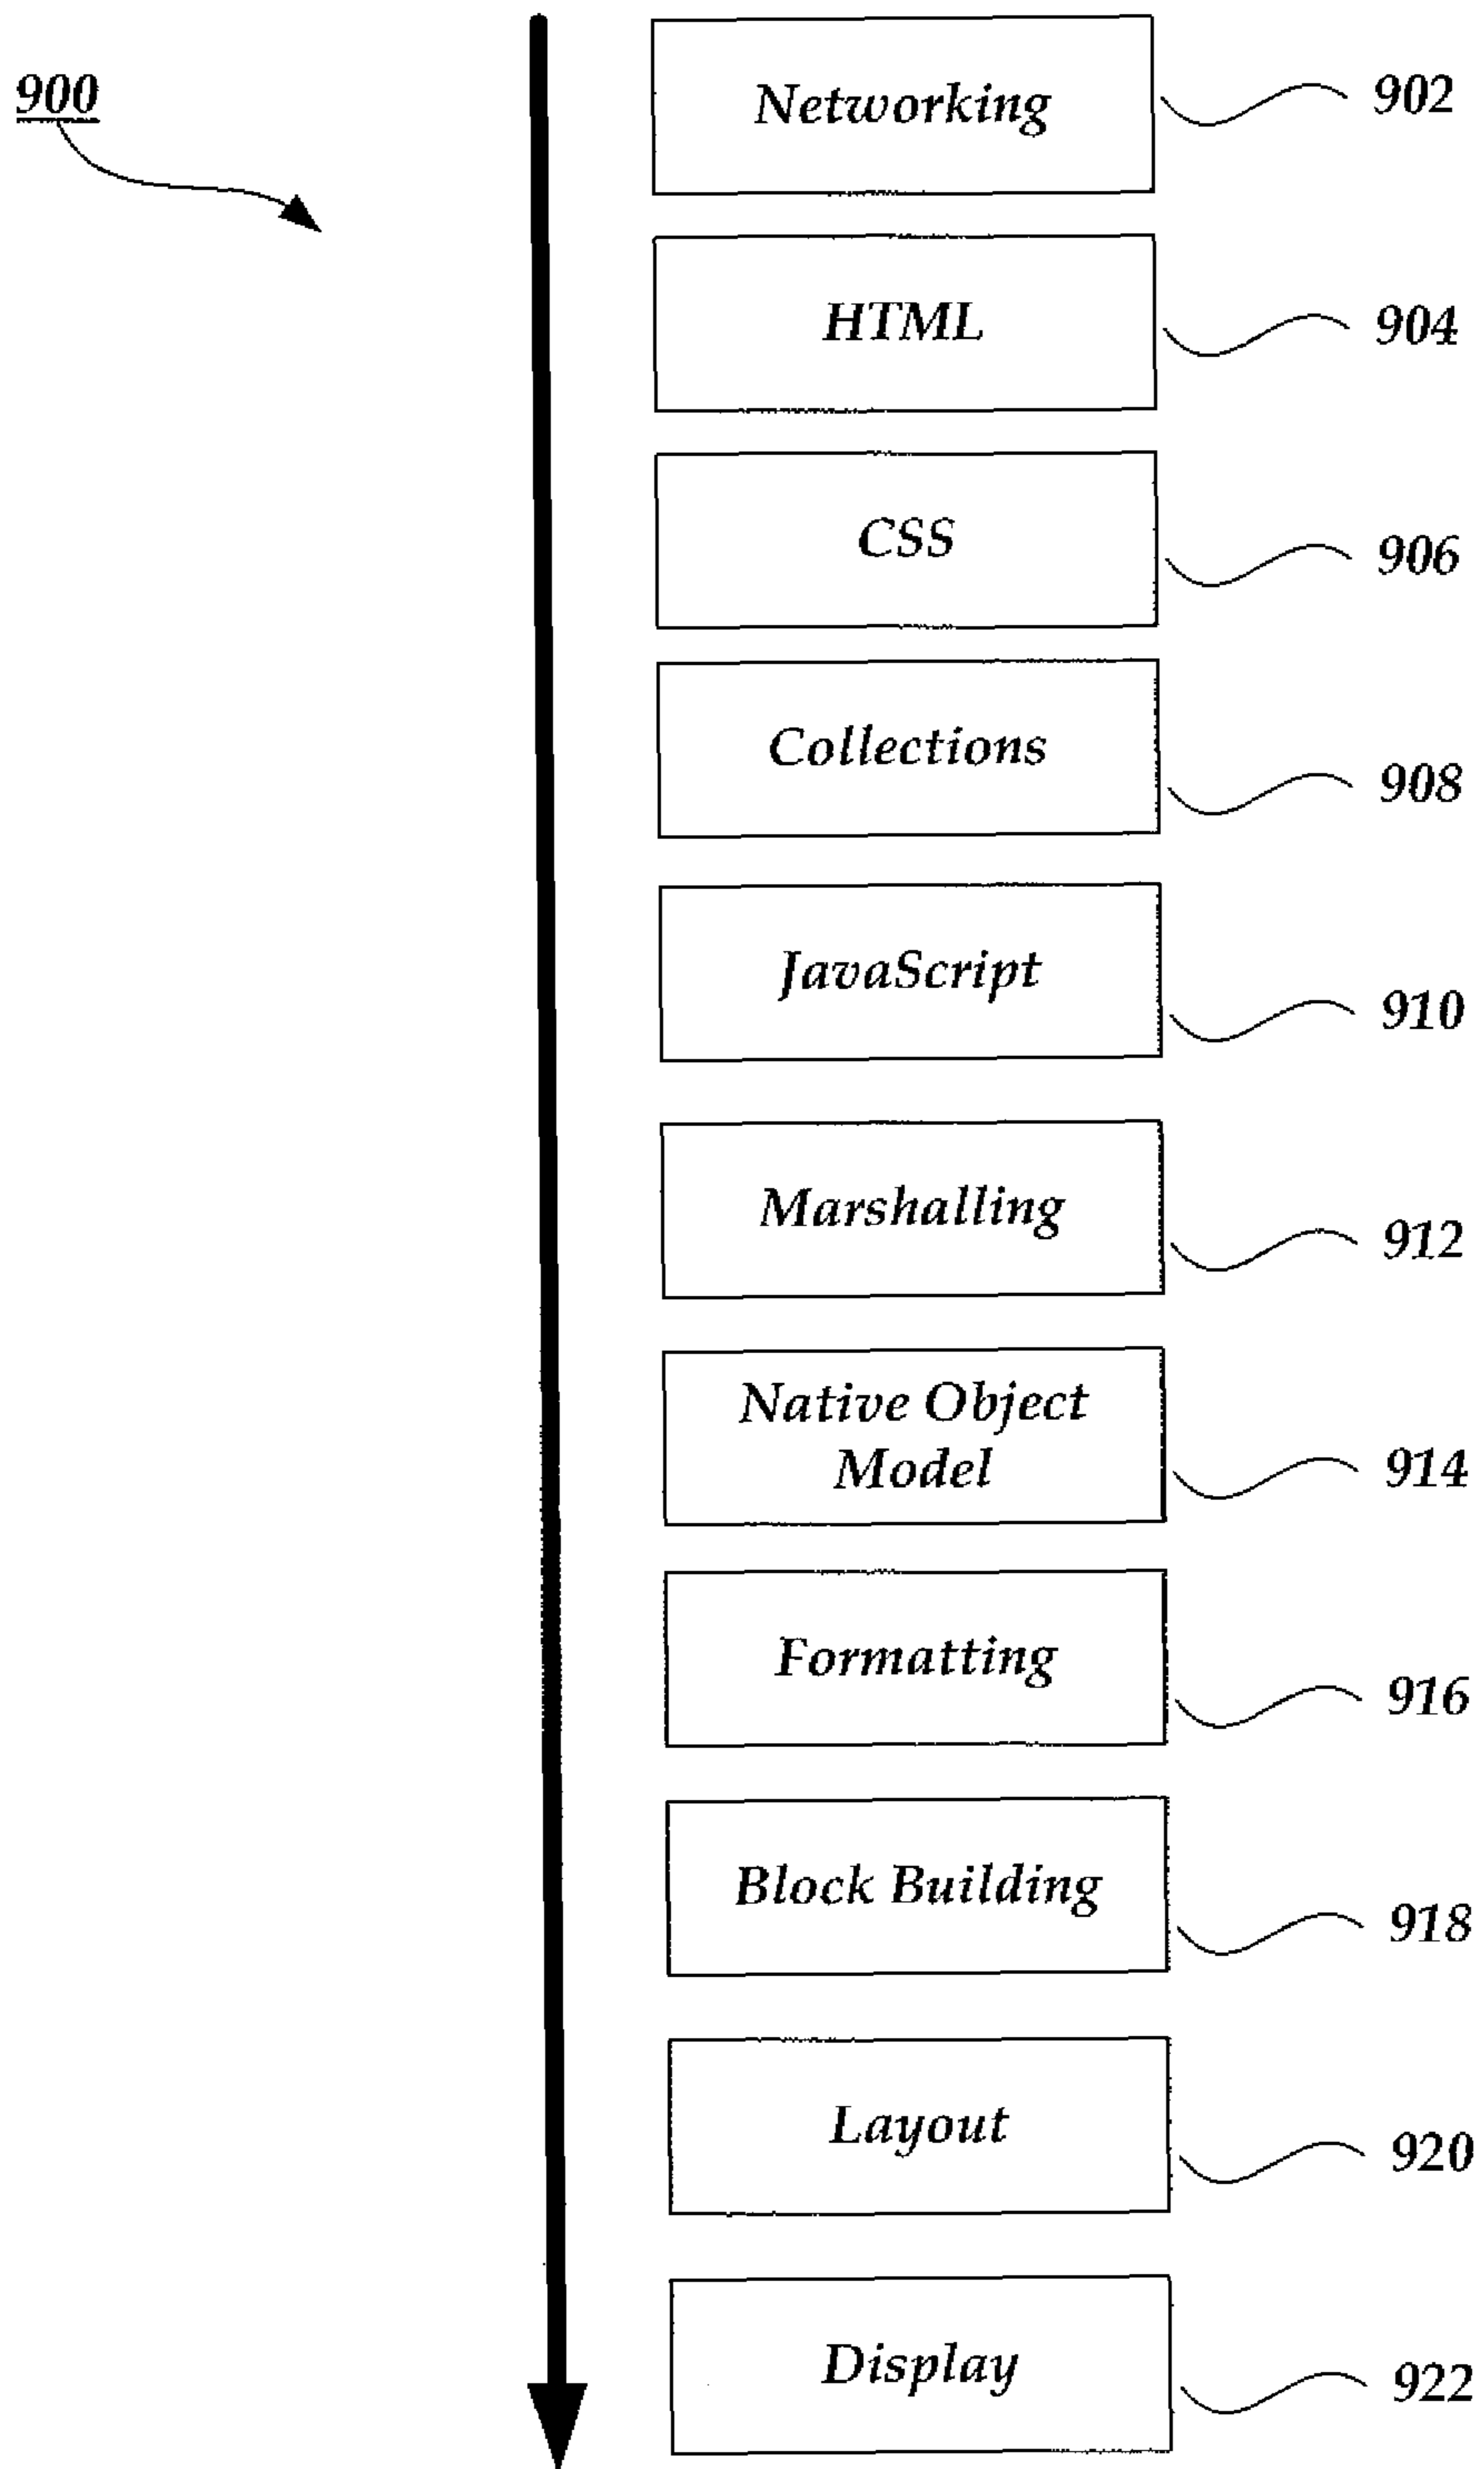 900
Networking
902
HTML
904
CSS
906
Collections
908
JavaScript
910
Marshalling
912
Native Object
Model
914
Formatting
916
Block Building
918
Layout
920
Display
922